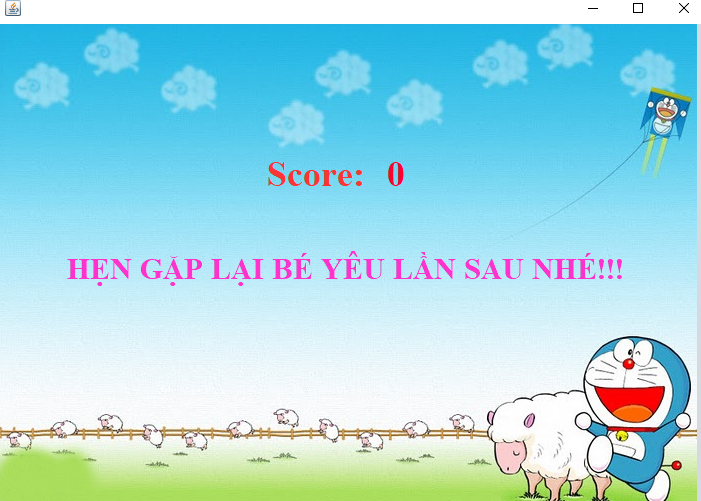 Score: 0
HẸN GẶP LẠI BÉ YÊU LẦN SAU NHÉ!!!